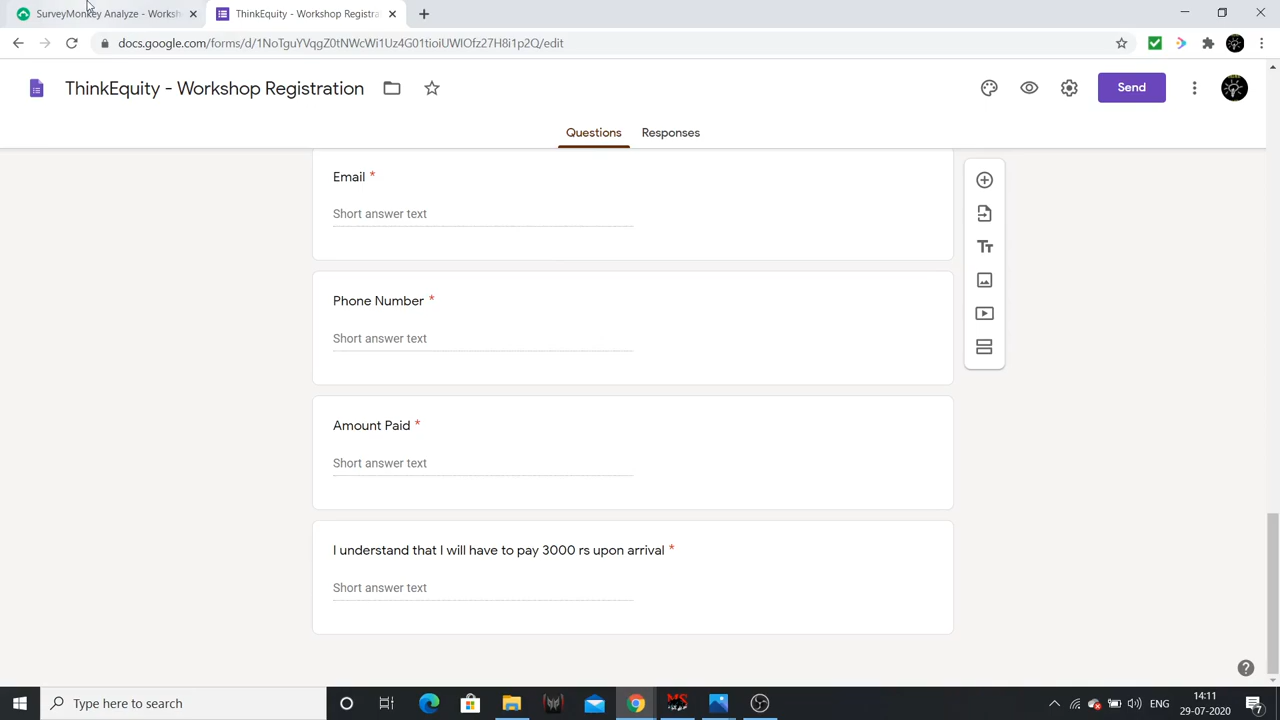 SurveyMonkey Analyze - Worksh
ThinkEquity - Workshop Registra
docs.google.com/forms/d/1NoTguYVqgZ0tNWcWi1Uz4G01tioiUWIOfz27H8i1p2Q/edit
ThinkEquity - Workshop Registration
Send
Questions
Responses
Email *
Short answer text
Phone Number *
Short answer text
Amount Paid *
Short answer text
I understand that I will have to pay 3000 rs upon arrival *
Short answer text
Type here to search
ENG
14:11
29-07-2020
7